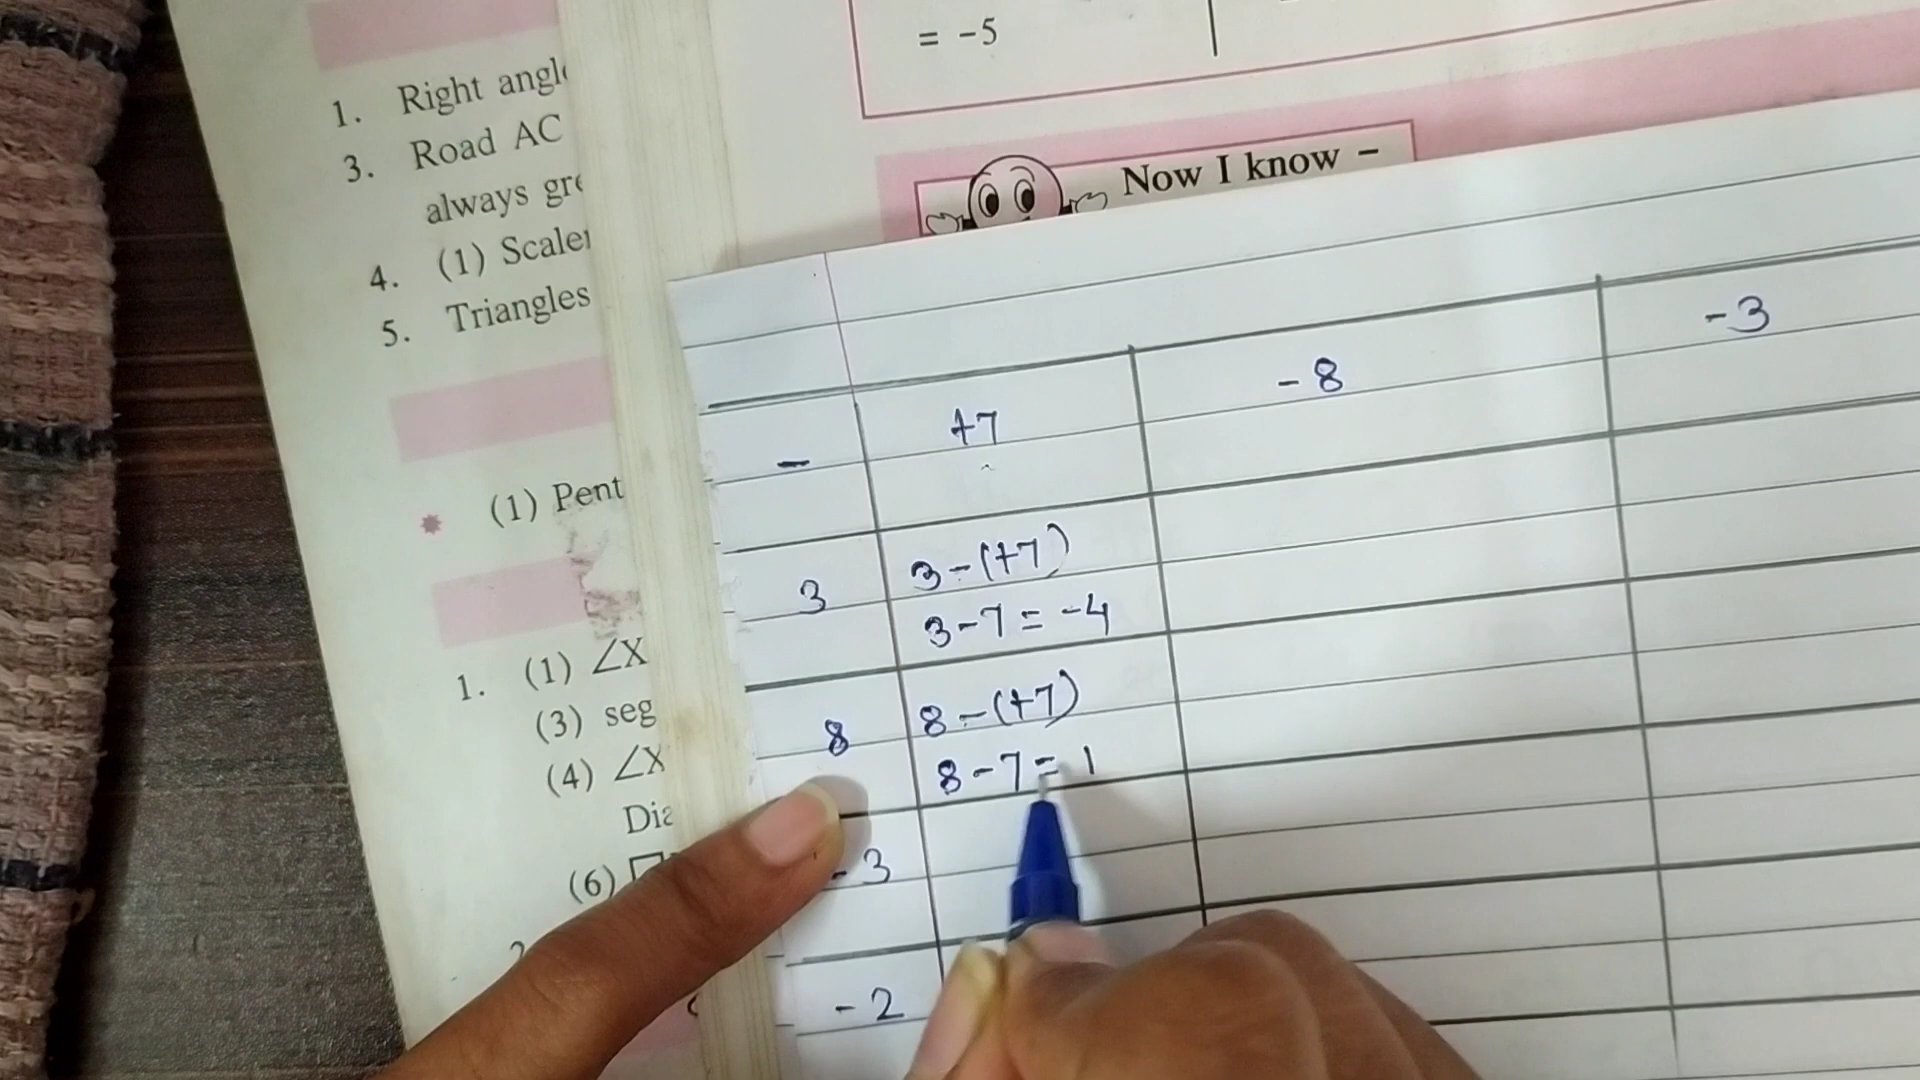 = -5
1. Right angl
3. Road AC
always gre
4. (1) Scale
5. Triangles
(1) Pent
1. (1) ∠X
(3) seg
(4) ∠X
Dia
(6)
Now I know –
- +7 -8 -3
3 3-(+7)
3-7 = -4
8 8-(+7)
8-7=1
-3
-2